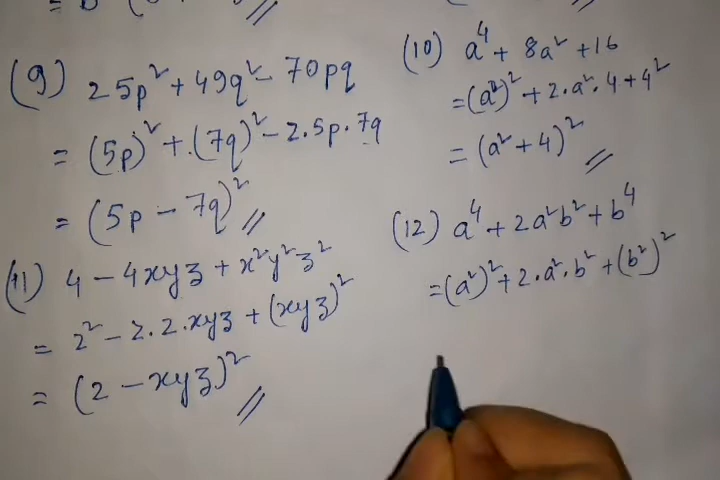 (9) 25p² + 49q² - 70pq
= (5p)² + (7q)² - 2.5p.7q
= (5p - 7q)² //
(10) a⁴ + 8a² + 16
= (a²)² + 2.a².4 + 4²
= (a² + 4)² //
(11) 4 - 4xyz + x²y²z²
= 2² - 2.2.xyz + (xyz)²
= (2 - xyz)² //
(12) a⁴ + 2a²b² + b⁴
= (a²)² + 2.a².b² + (b²)²